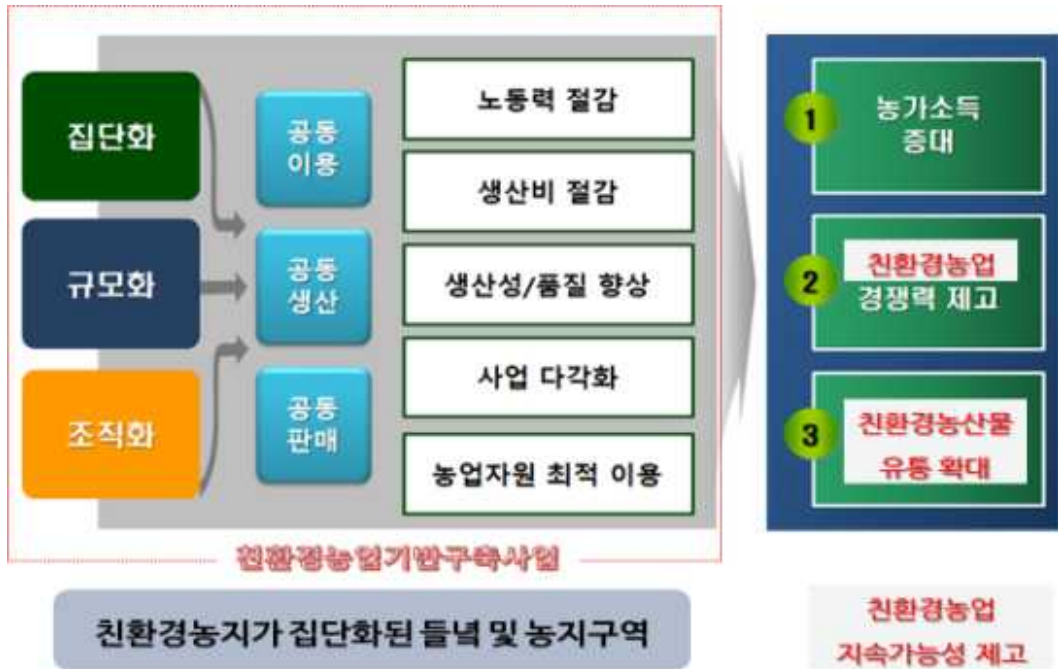 집단화
규모화
조직화
공동
이용
공동
생산
공동
판매
노동력 절감
생산비 절감
생산성/품질 향상
사업 다각화
농업자원 최적 이용
친환경농업기반구축사업
친환경농지가 집단화된 들녘 및 농지구역
1
농가소득
증대
2
친환경농업
경쟁력 제고
3
친환경농산물
유통 확대
친환경농업
지속가능성 제고